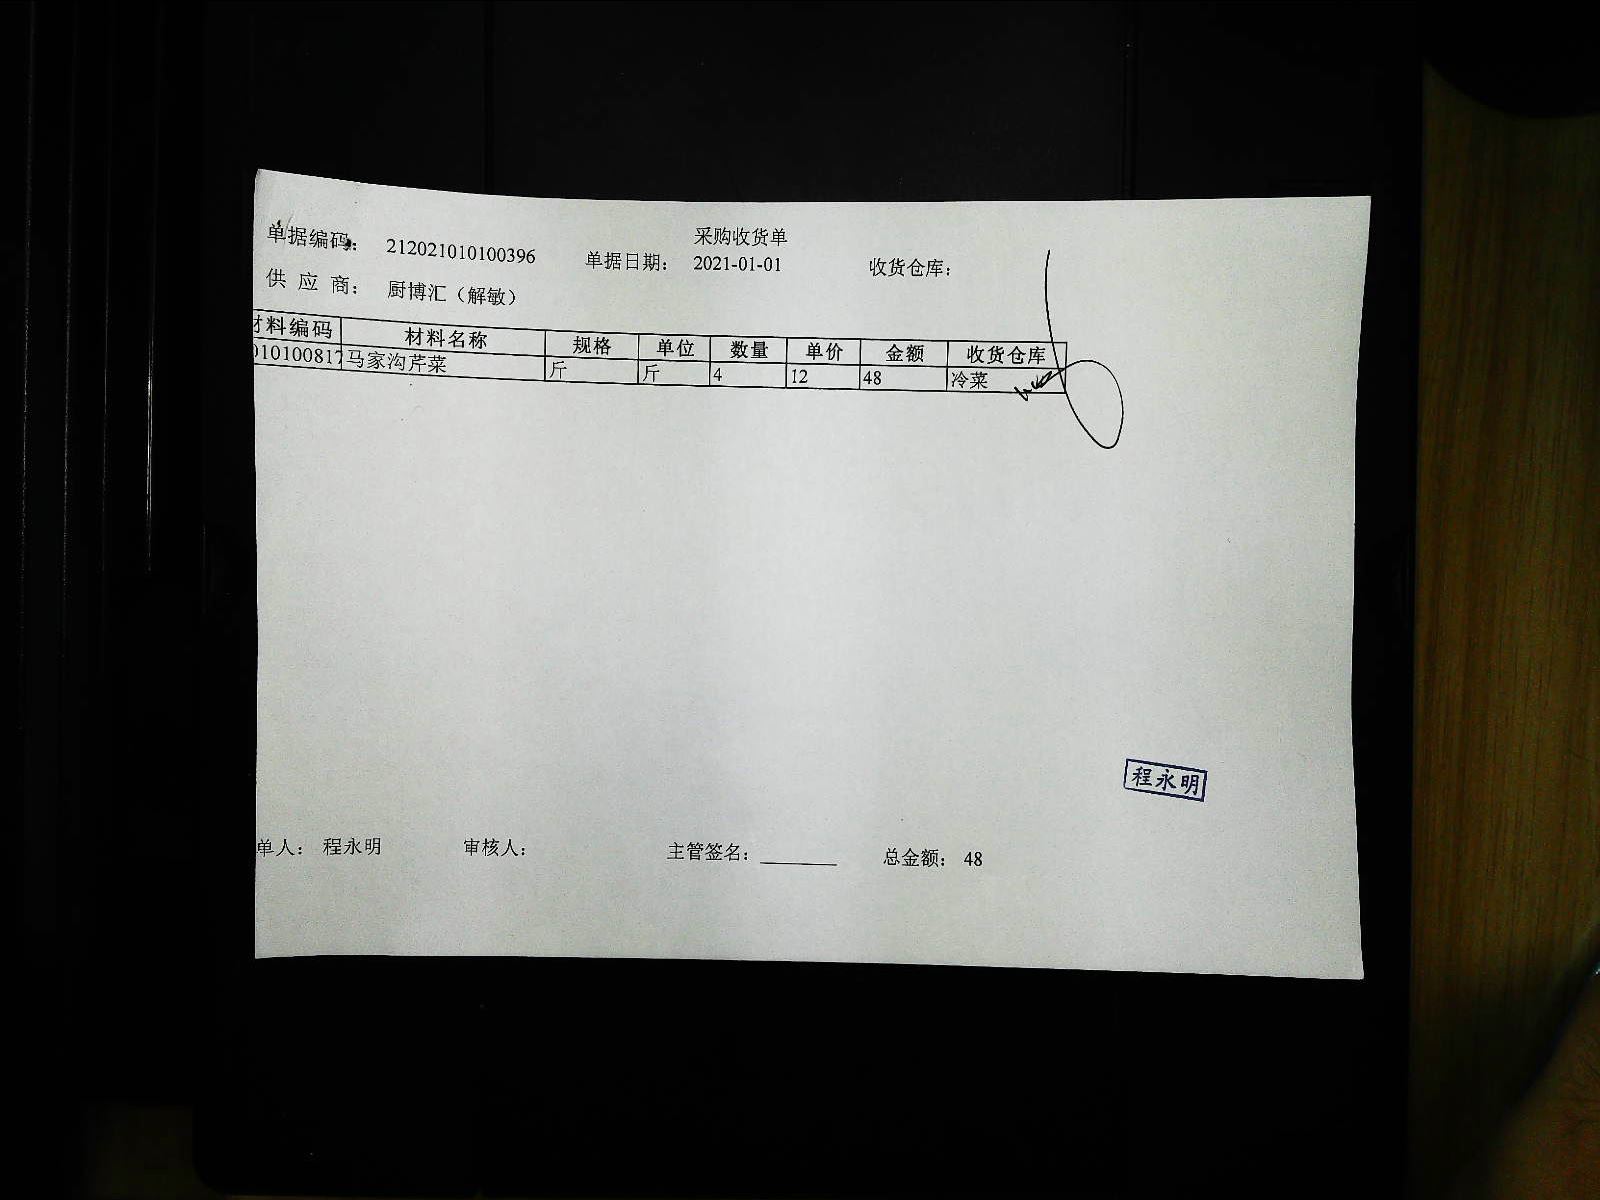 采购收货单
单据编码： 212021010100396 单据日期： 2021-01-01 收货仓库：
供 应 商： 厨博汇（解敏）
材料编码 材料名称 规格 单位 数量 单价 金额 收货仓库
010100817 马家沟芹菜 斤 斤 4 12 48 冷菜
程永明
单人： 程永明 审核人： 主管签名：________ 总金额： 48